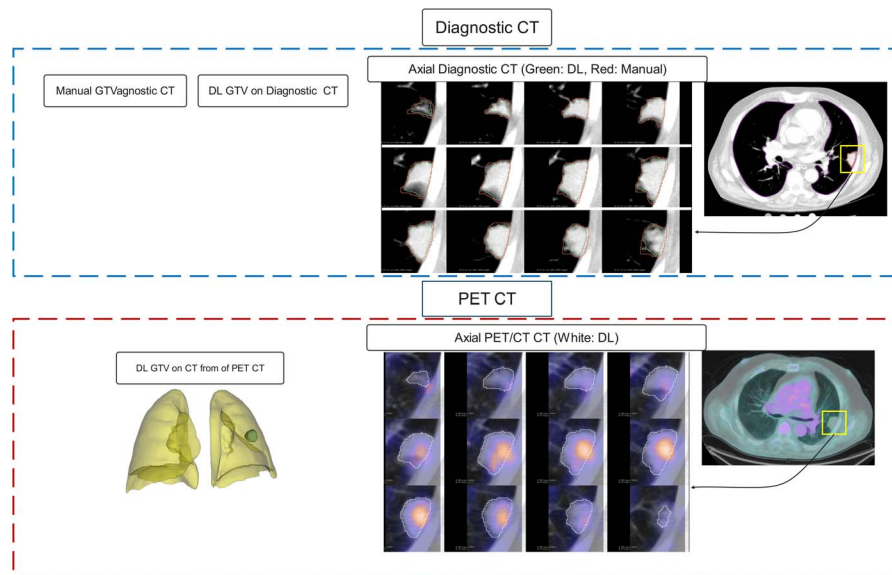 Diagnostic CT
Axial Diagnostic CT (Green: DL, Red: Manual)
Manual GTVagnostic CT
DL GTV on Diagnostic CT
PET CT
Axial PET/CT CT (White: DL)
DL GTV on CT from of PET CT